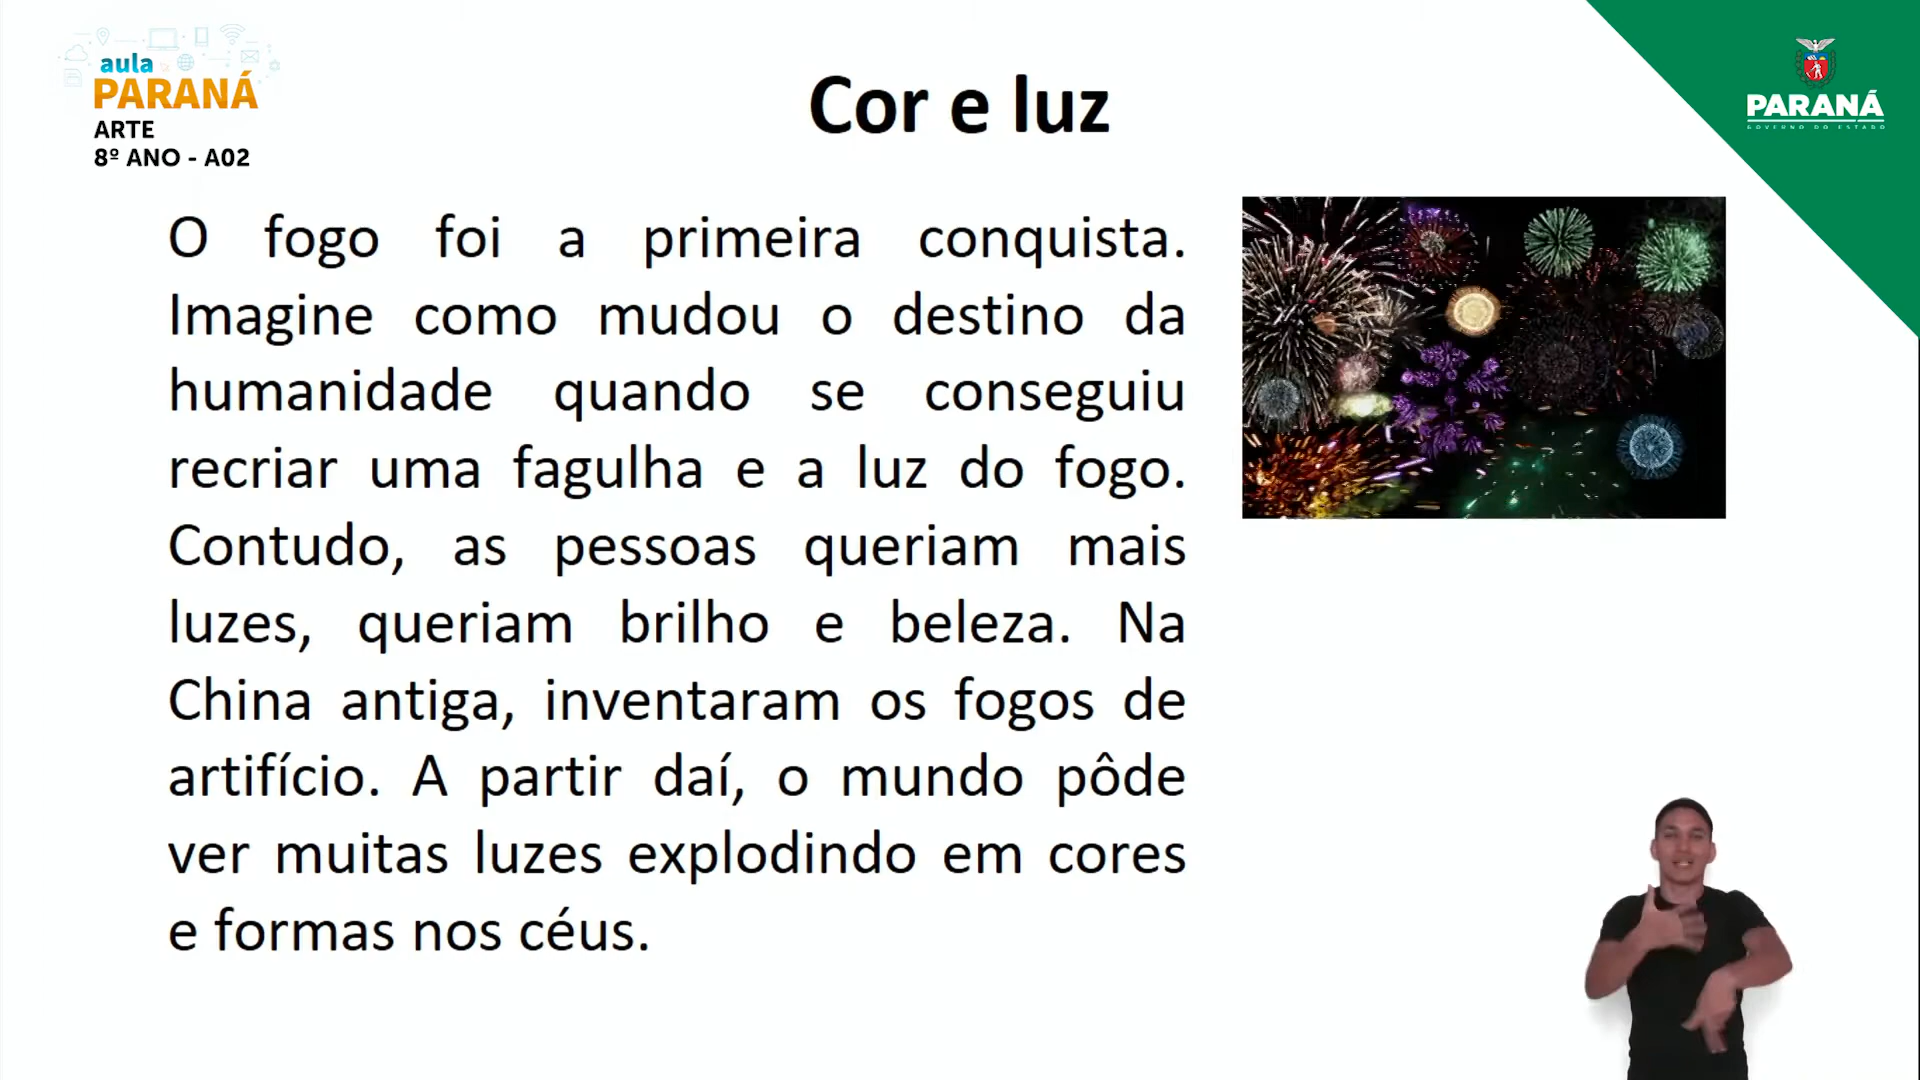 aula
PARANÁ
ARTE
8º ANO - A02
Cor e luz
PARANÁ
GOVERNO DO ESTADO
O fogo foi a primeira conquista.
Imagine como mudou o destino da
humanidade quando se conseguiu
recriar uma fagulha e a luz do fogo.
Contudo, as pessoas queriam mais
luzes, queriam brilho e beleza. Na
China antiga, inventaram os fogos de
artifício. A partir daí, o mundo pôde
ver muitas luzes explodindo em cores
e formas nos céus.